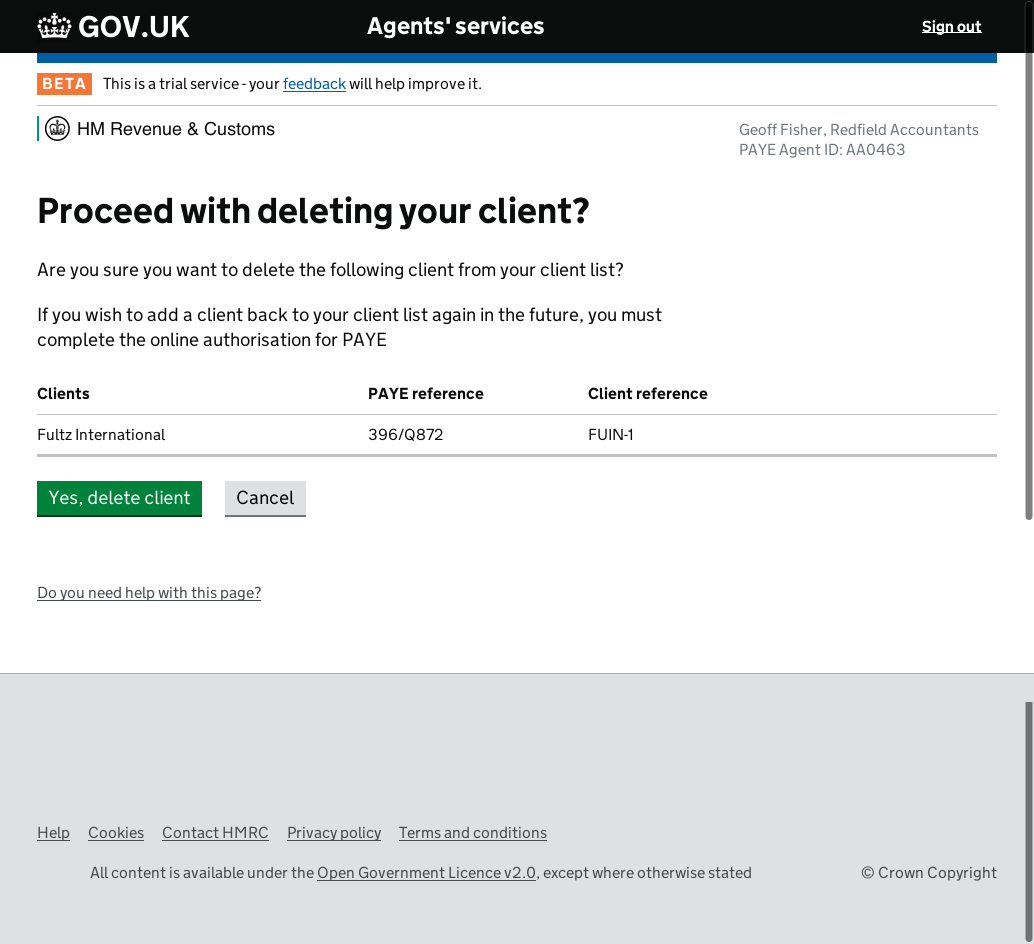 GOV.UK Agents' services Sign out
BETA This is a trial service - your feedback will help improve it.
HM Revenue & Customs
Geoff Fisher, Redfield Accountants
PAYE Agent ID: AA0463
Proceed with deleting your client?
Are you sure you want to delete the following client from your client list?
If you wish to add a client back to your client list again in the future, you must
complete the online authorisation for PAYE
Clients PAYE reference Client reference
Fultz International 396/Q872 FUIN-1
Yes, delete client Cancel
Do you need help with this page?
Help Cookies Contact HMRC Privacy policy Terms and conditions
All content is available under the Open Government Licence v2.0, except where otherwise stated © Crown Copyright